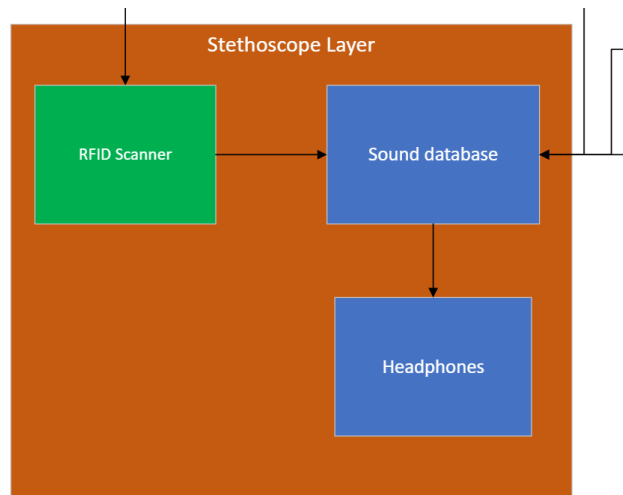 Stethoscope Layer
RFID Scanner
Sound database
Headphones